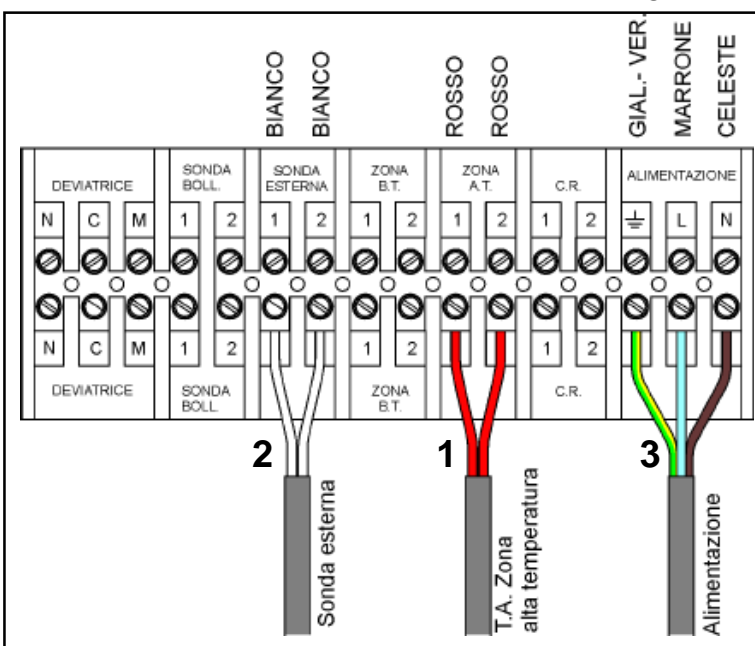 BIANCO
BIANCO
ROSSO
ROSSO
GIAL.- VER.
MARRONE
CELESTE
DEVIATRICE
SONDA
BOLL.
SONDA
ESTERNA
ZONA
B.T.
ZONA
A.T.
C.R.
ALIMENTAZIONE
N C M 1 2 1 2 1 2 1 2 1 2 L N
N C M 1 2 1 2 1 2
DEVIATRICE
SONDA
BOLL.
ZONA
B.T.
C.R.
2
1
3
Sonda esterna
T.A. Zona
alta temperatura
Alimentazione